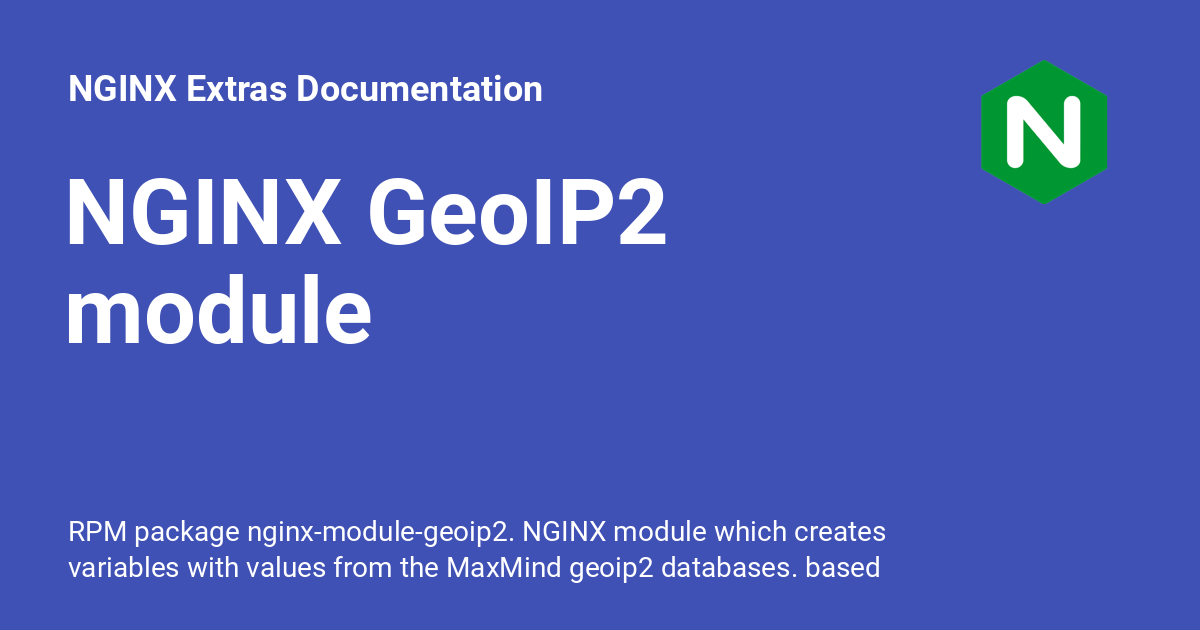 NGINX Extras Documentation
N
NGINX GeoIP2
module
RPM package nginx-module-geoip2. NGINX module which creates
variables with values from the MaxMind geoip2 databases. based